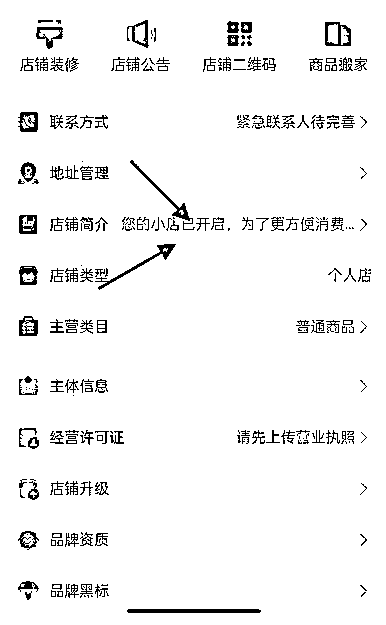 店铺装修 店铺公告 店铺二维码 商品搬家
联系方式 紧急联系人待完善
地址管理
店铺简介 您的小店已开启，为了更方便消费...
店铺类型 个人店
主营类目 普通商品
主体信息
经营许可证 请先上传营业执照
店铺升级
品牌资质
品牌黑标